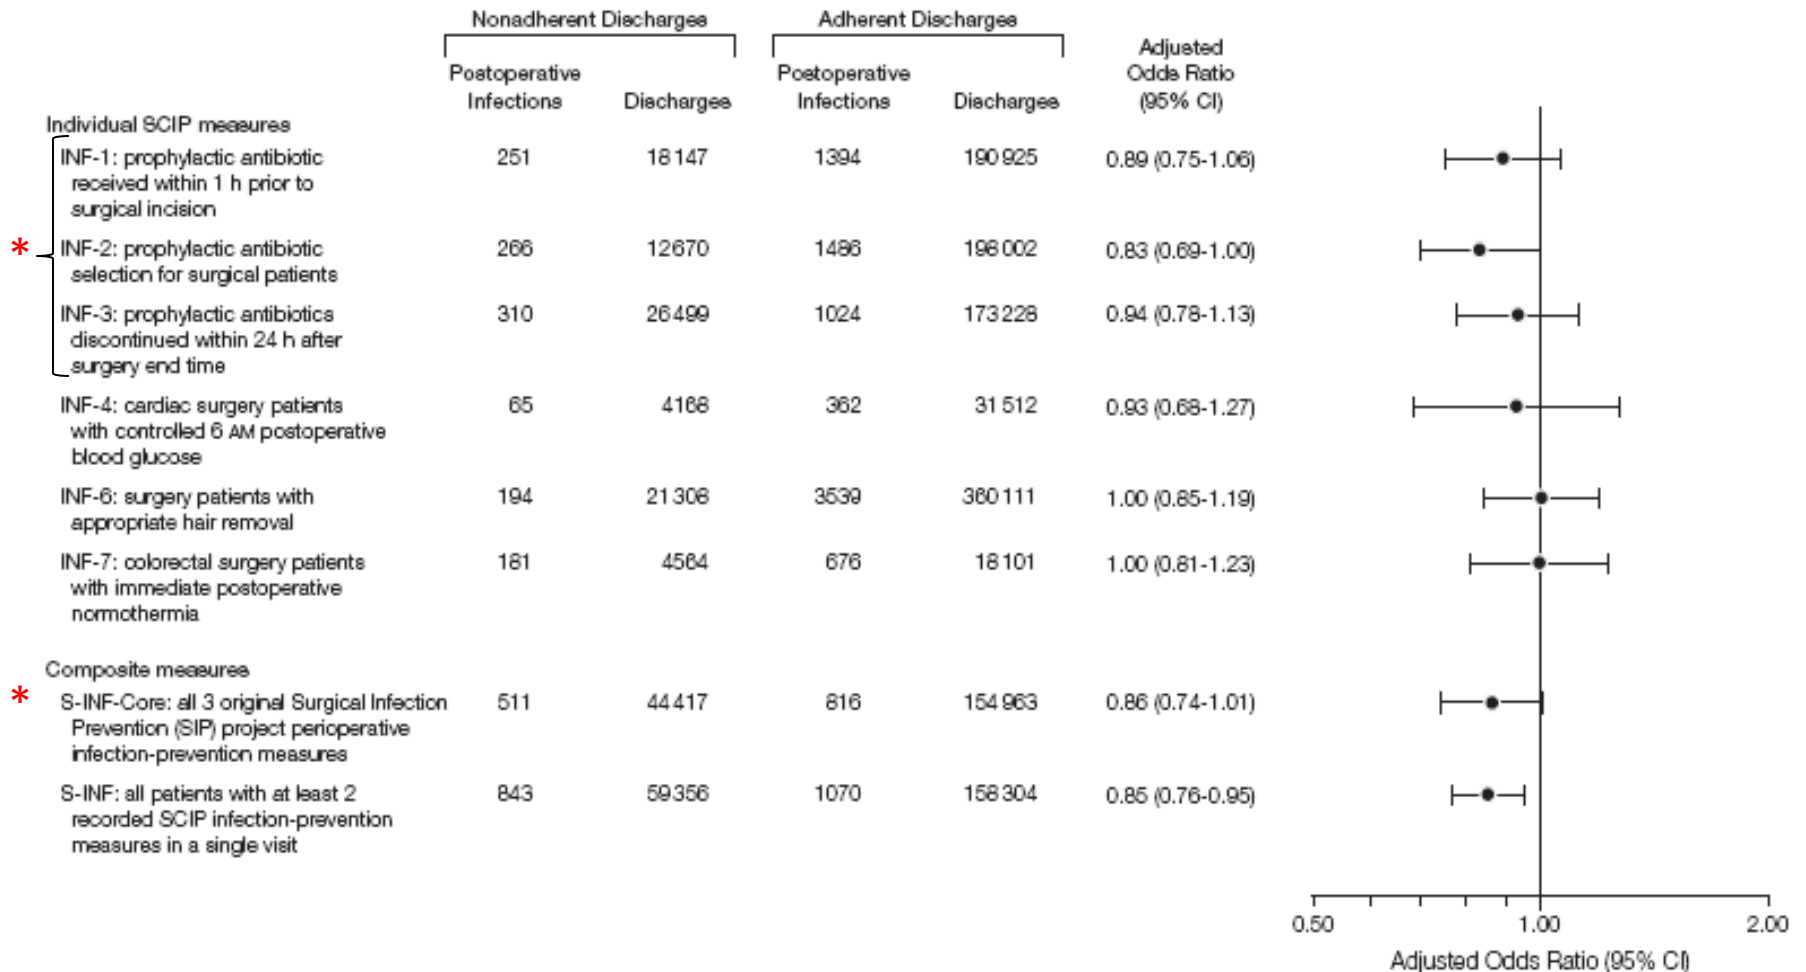 Nonadherent Discharges Adherent Discharges
Adjusted
Postoperative Postoperative Odds Ratio
Infections Discharges Infections Discharges (95% CI)
Individual SCIP measures
INF-1: prophylactic antibiotic 251 18147 1394 190925 0.89 (0.75-1.06)
received within 1 h prior to
surgical incision
* INF-2: prophylactic antibiotic 266 12670 1486 198002 0.83 (0.69-1.00)
selection for surgical patients
INF-3: prophylactic antibiotics 310 26499 1024 173228 0.94 (0.78-1.13)
discontinued within 24 h after
surgery end time
INF-4: cardiac surgery patients 65 4168 362 31512 0.93 (0.68-1.27)
with controlled 6 AM postoperative
blood glucose
INF-6: surgery patients with 194 21308 3539 360111 1.00 (0.85-1.19)
appropriate hair removal
INF-7: colorectal surgery patients 181 4564 676 18101 1.00 (0.81-1.23)
with immediate postoperative
normothermia
Composite measures
* S-INF-Core: all 3 original Surgical Infection 511 44417 816 154963 0.86 (0.74-1.01)
Prevention (SIP) project perioperative
infection-prevention measures
S-INF: all patients with at least 2 843 59356 1070 158304 0.85 (0.76-0.95)
recorded SCIP infection-prevention
measures in a single visit
0.50 1.00 2.00
Adjusted Odds Ratio (95% CI)